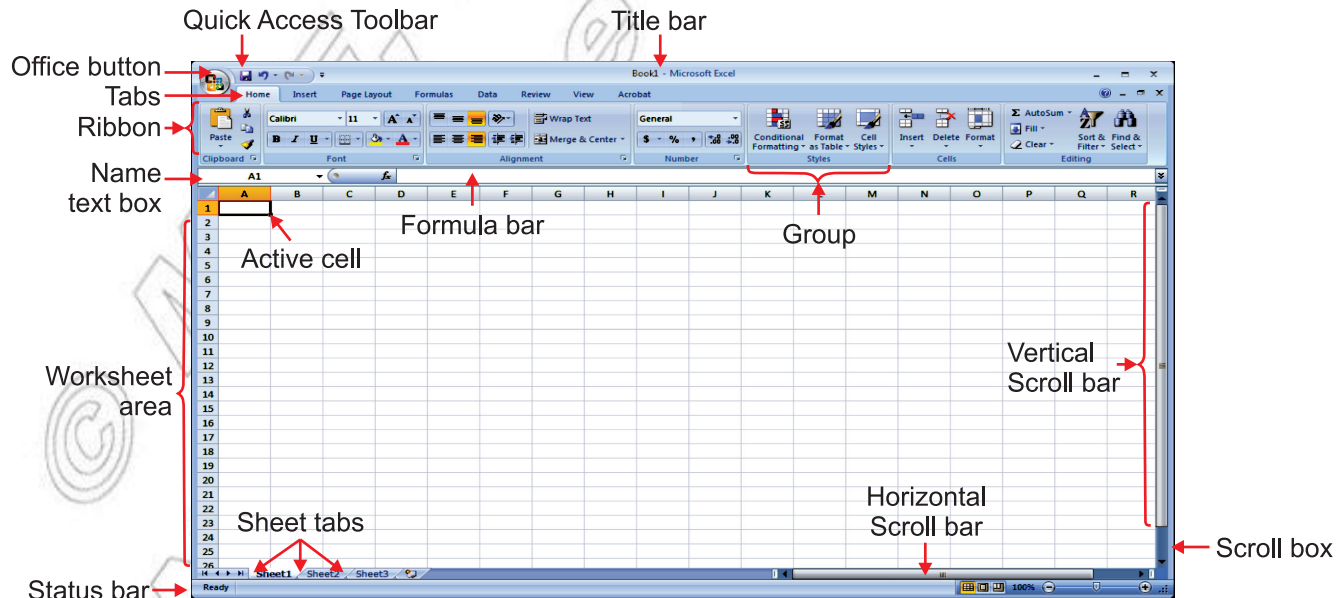 Quick Access Toolbar
Title bar
Office button
Book1 - Microsoft Excel
Tabs
Home Insert Page Layout Formulas Data Review View Acrobat
Ribbon
Paste
Calibri 11
B I U
A A
A
Wrap Text
Merge & Center
General
$ % ,
Conditional Formatting
Format as Table
Cell Styles
Insert Delete Format
Σ AutoSum
Fill
Clear
Sort & Filter
Find & Select
Clipboard Font Alignment Number Styles Cells Editing
Name
text box
A1 fx
A B C D E F G H I J K M N O P Q R
1
2
3
4
5
6
7
8
9
10
11
12
13
14
15
16
17
18
19
20
21
22
23
24
25
26
Formula bar
Group
Active cell
Vertical
Scroll bar
Worksheet
area
Horizontal
Scroll bar
Sheet tabs
Scroll box
Sheet1 Sheet2 Sheet3
Status bar
Ready 100%